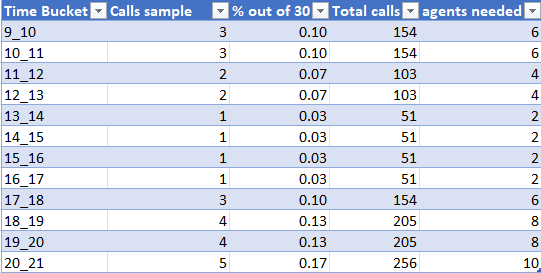 Time Bucket Calls sample % out of 30 Total calls agents needed
9_10 3 0.10 154 6
10_11 3 0.10 154 6
11_12 2 0.07 103 4
12_13 2 0.07 103 4
13_14 1 0.03 51 2
14_15 1 0.03 51 2
15_16 1 0.03 51 2
16_17 1 0.03 51 2
17_18 3 0.10 154 6
18_19 4 0.13 205 8
19_20 4 0.13 205 8
20_21 5 0.17 256 10